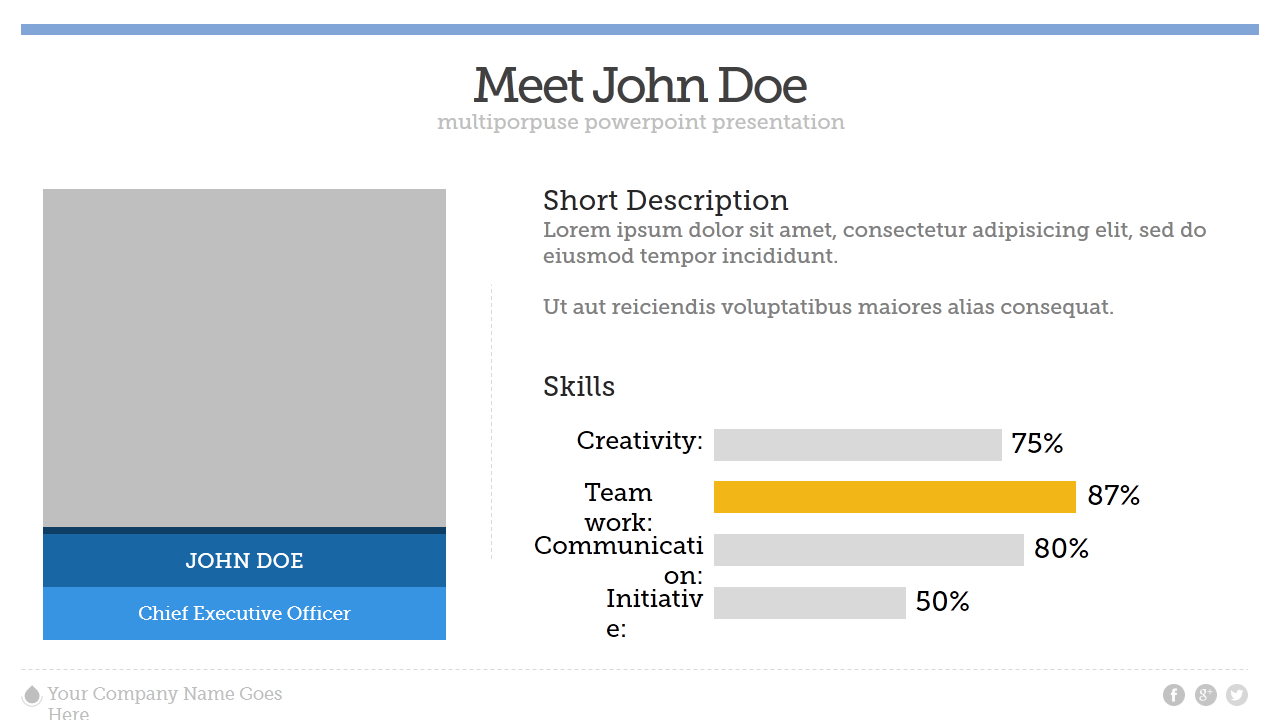 Meet John Doe
multiporpuse powerpoint presentation
Short Description
Lorem ipsum dolor sit amet, consectetur adipisicing elit, sed do
eiusmod tempor incididunt.
Ut aut reiciendis voluptatibus maiores alias consequat.
Skills
Creativity: 75%
Team
work:
87%
Communicati
on:
80%
Initiativ
e:
50%
JOHN DOE
Chief Executive Officer
Your Company Name Goes
Here